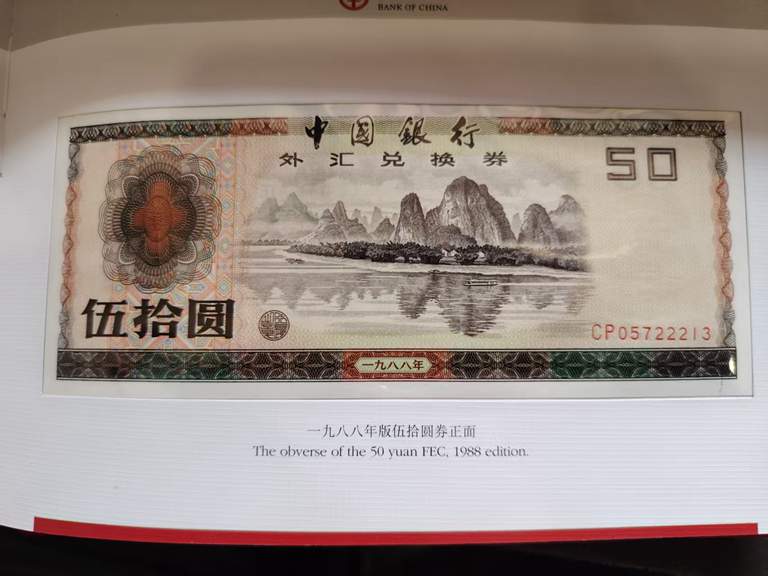 BANK OF CHINA
中國銀行
外汇兑换券
50
伍拾圆
CP05722213
一九八八年
一九八八年版伍拾圆券正面
The obverse of the 50 yuan FEC, 1988 edition.